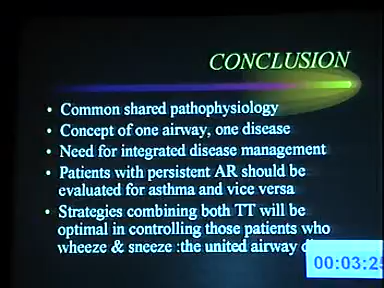 CONCLUSION
• Common shared pathophysiology
• Concept of one airway, one disease
• Need for integrated disease management
• Patients with persistent AR should be
evaluated for asthma and vice versa
• Strategies combining both TT will be
optimal in controlling those patients who
wheeze & sneeze :the united airway
00:03:25